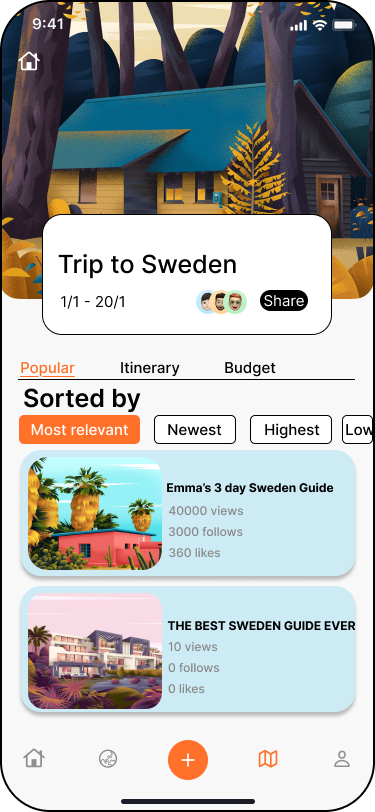 9:41
Trip to Sweden
1/1 - 20/1
Share
Popular Itinerary Budget
Sorted by
Most relevant Newest Highest Low
Emma’s 3 day Sweden Guide
40000 views
3000 follows
360 likes
THE BEST SWEDEN GUIDE EVER
10 views
0 follows
0 likes